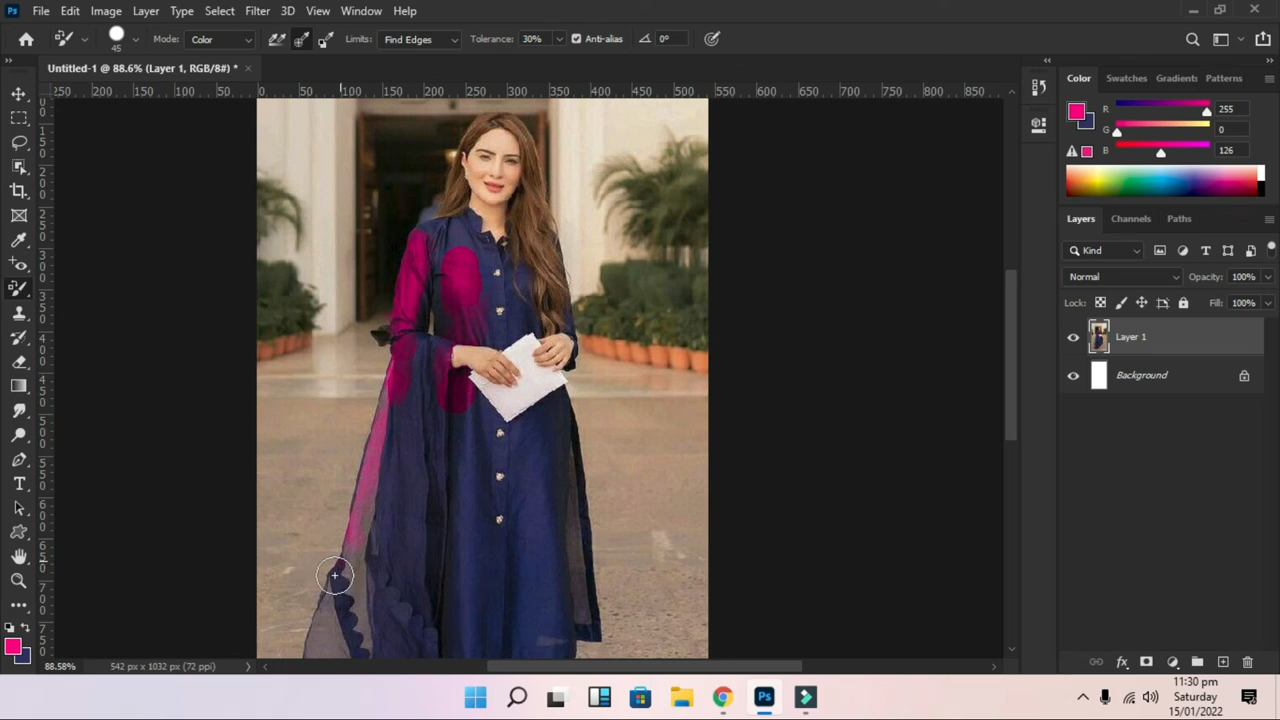 Ps File Edit Image Layer Type Select Filter 3D View Window Help
45 Mode: Color Limits: Find Edges Tolerance: 30% Anti-alias 0°
Untitled-1 @ 88.6% (Layer 1, RGB/8#) *
250 200 150 100 50 0 50 100 150 200 250 300 350 400 450 500 550 600 650 700 750 800 850
Color Swatches Gradients Patterns
R 255
G 0
B 126
Layers Channels Paths
Kind
Normal Opacity: 100%
Lock: Fill: 100%
Layer 1
Background
88.58% 542 px x 1032 px (72 ppi)
Ps
11:30 pm
Saturday
15/01/2022